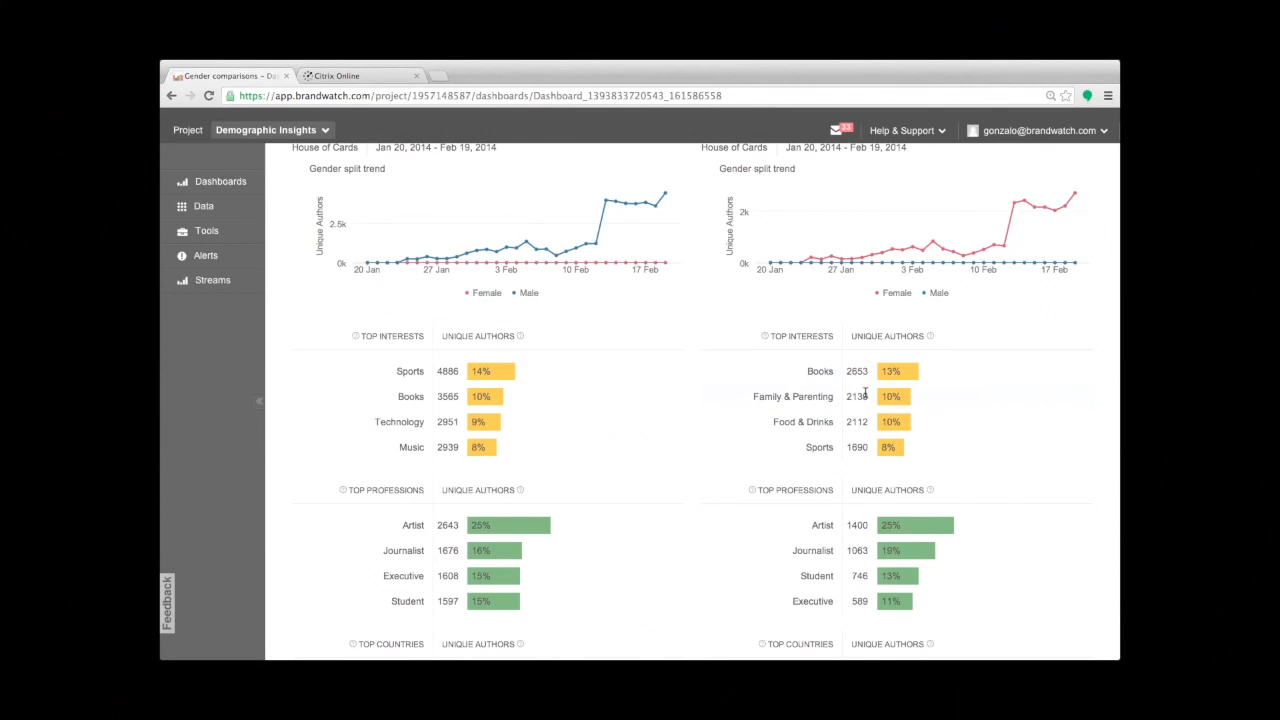 Gender comparisons – Da
Citrix Online
https://app.brandwatch.com/project/1957148587/dashboards/Dashboard_1393833720543_161586558
Project
Demographic Insights
33
Help & Support
gonzalo@brandwatch.com
Dashboards
Data
Tools
Alerts
Streams
Feedback
House of Cards Jan 20, 2014 - Feb 19, 2014
Gender split trend
Unique Authors
2.5k
0k
20 Jan 27 Jan 3 Feb 10 Feb 17 Feb
Female Male
TOP INTERESTS UNIQUE AUTHORS
Sports 4886 14%
Books 3565 10%
Technology 2951 9%
Music 2939 8%
TOP PROFESSIONS UNIQUE AUTHORS
Artist 2643 25%
Journalist 1676 16%
Executive 1608 15%
Student 1597 15%
TOP COUNTRIES UNIQUE AUTHORS
House of Cards Jan 20, 2014 - Feb 19, 2014
Gender split trend
Unique Authors
2k
0k
20 Jan 27 Jan 3 Feb 10 Feb 17 Feb
Female Male
TOP INTERESTS UNIQUE AUTHORS
Books 2653 13%
Family & Parenting 10%
Food & Drinks 2112 10%
Sports 1690 8%
TOP PROFESSIONS UNIQUE AUTHORS
Artist 1400 25%
Journalist 1063 19%
Student 746 13%
Executive 589 11%
TOP COUNTRIES UNIQUE AUTHORS